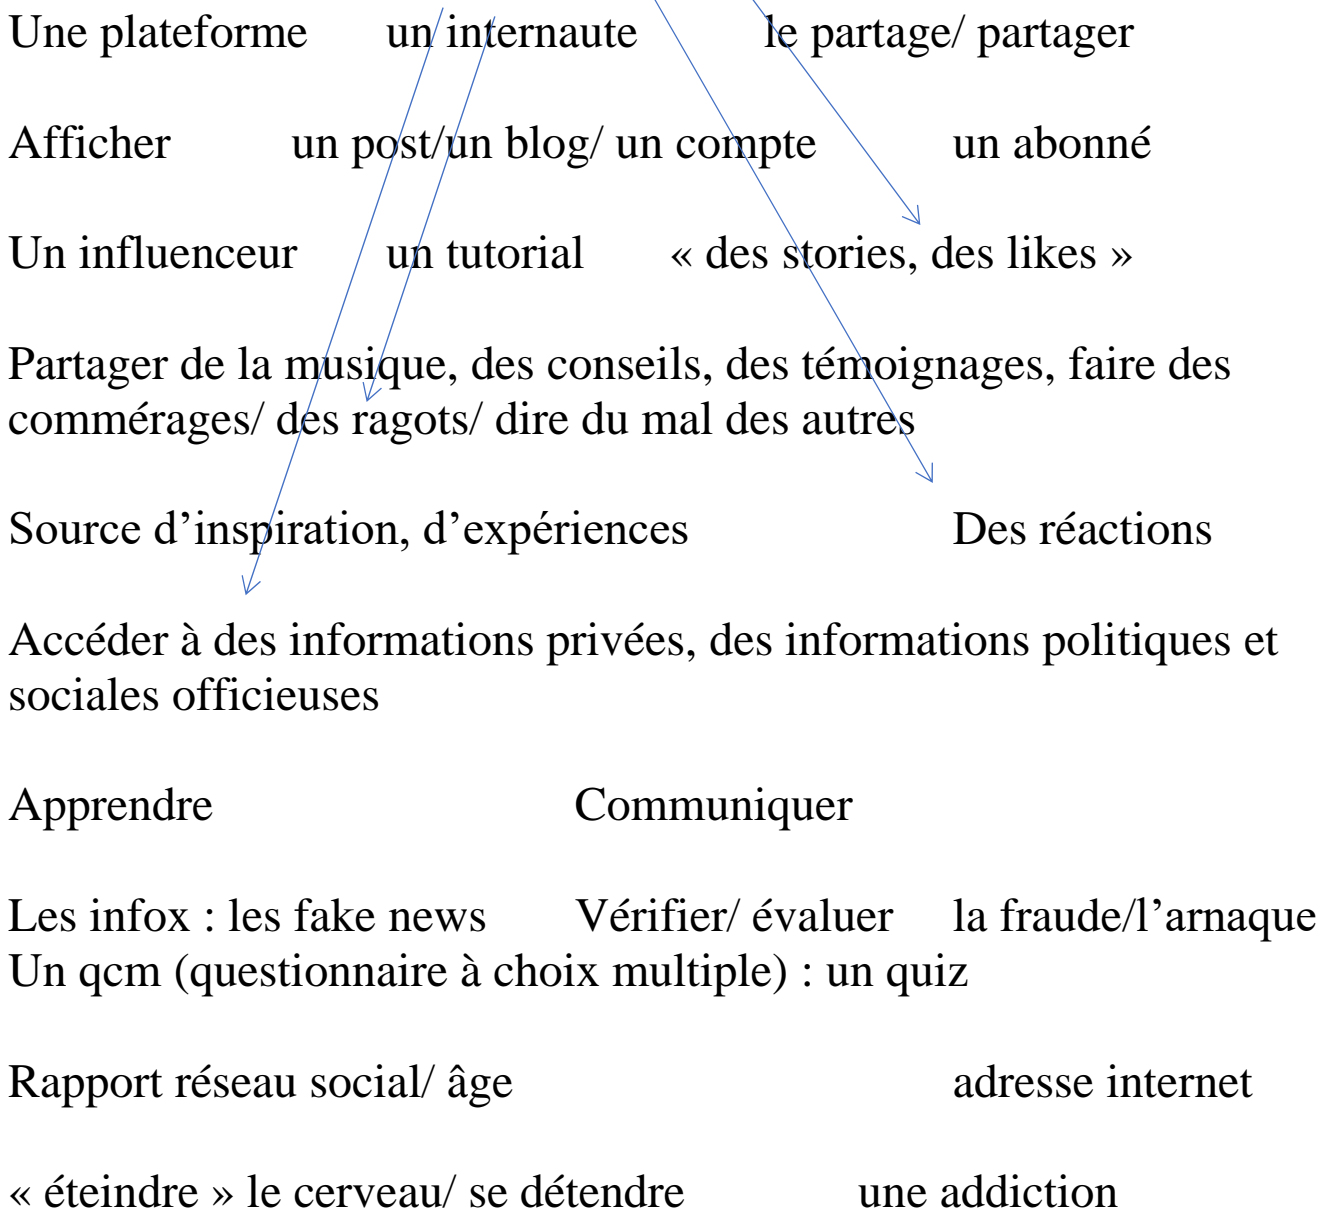 Une plateforme un internaute le partage/ partager
Afficher un post/un blog/ un compte un abonné
Un influenceur un tutorial « des stories, des likes »
Partager de la musique, des conseils, des témoignages, faire des
commérages/ des ragots/ dire du mal des autres
Source d’inspiration, d’expériences Des réactions
Accéder à des informations privées, des informations politiques et
sociales officieuses
Apprendre Communiquer
Les infox : les fake news Vérifier/ évaluer la fraude/l’arnaque
Un qcm (questionnaire à choix multiple) : un quiz
Rapport réseau social/ âge adresse internet
« éteindre » le cerveau/ se détendre une addiction